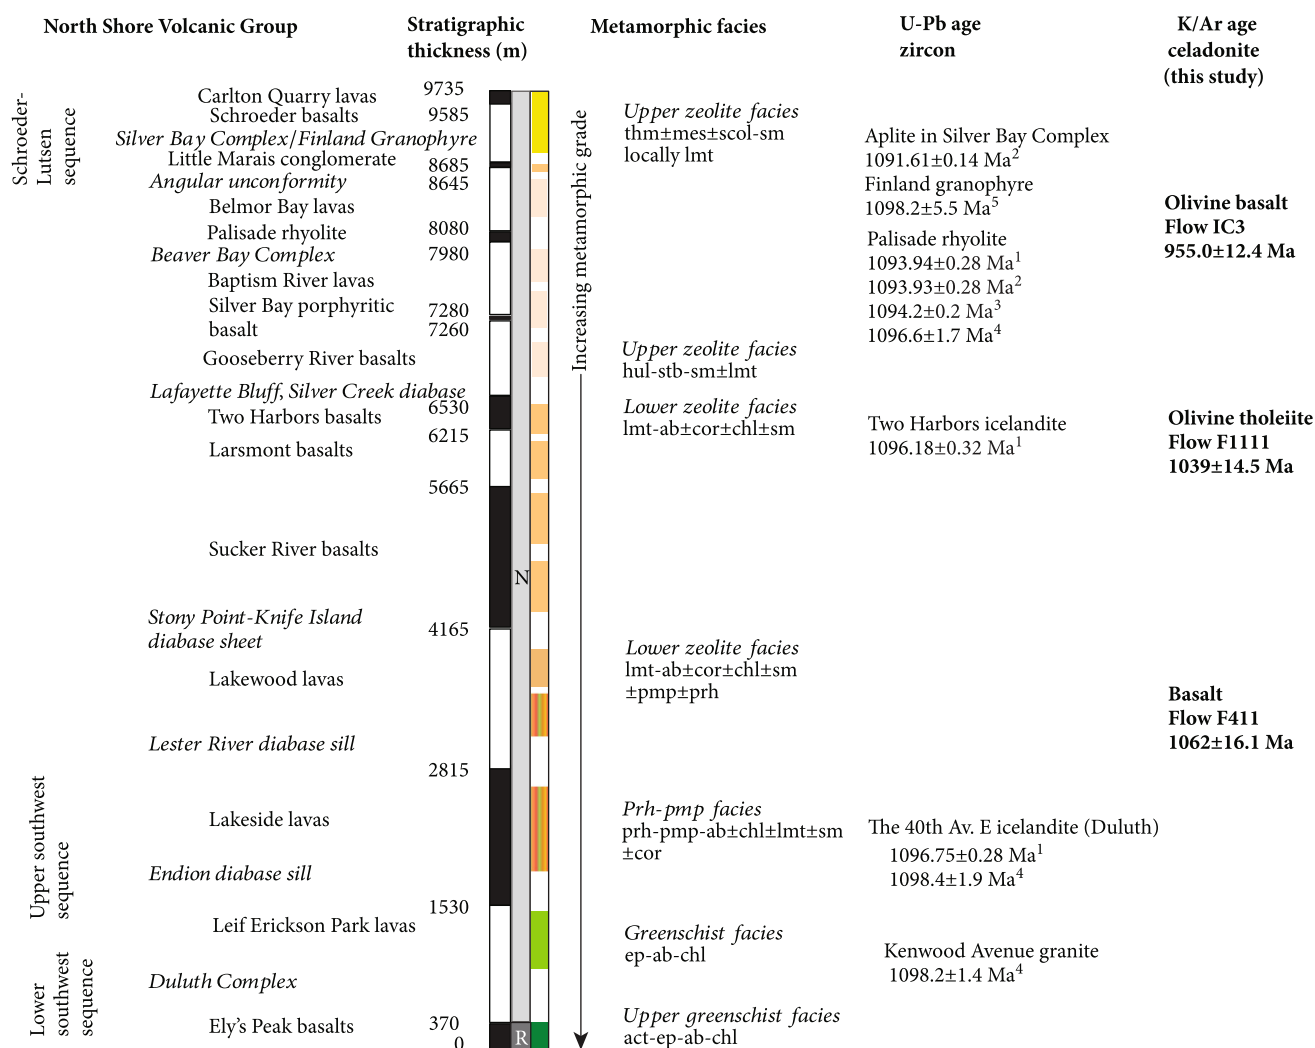 North Shore Volcanic Group
Stratigraphic
thickness (m)
Metamorphic facies
U-Pb age
zircon
K/Ar age
celadonite
(this study)
Schroeder-
Lutsen
sequence
Carlton Quarry lavas
Schroeder basalts
Silver Bay Complex/Finland Granophyre
Little Marais conglomerate
Angular unconformity
Belmor Bay lavas
Palisade rhyolite
Beaver Bay Complex
Baptism River lavas
Silver Bay porphyritic
basalt
Gooseberry River basalts
Lafayette Bluff, Silver Creek diabase
Two Harbors basalts
Larsmont basalts
Sucker River basalts
Stony Point-Knife Island
diabase sheet
Lakewood lavas
Lester River diabase sill
Upper southwest
sequence
Lakeside lavas
Endion diabase sill
Leif Erickson Park lavas
Lower
southwest
sequence
Duluth Complex
Ely's Peak basalts
9735
9585
8685
8645
8080
7980
7280
7260
6530
6215
5665
4165
2815
1530
370
0
N
R
Increasing metamorphic grade
Upper zeolite facies
thm±mes±scol-sm
locally lmt
Upper zeolite facies
hul-stb-sm±lmt
Lower zeolite facies
lmt-ab±cor±chl±sm
Lower zeolite facies
lmt-ab±cor±chl±sm
±pmp±prh
Prh-pmp facies
prh-pmp-ab±chl±lmt±sm
±cor
Greenschist facies
ep-ab-chl
Upper greenschist facies
act-ep-ab-chl
Aplite in Silver Bay Complex
1091.61±0.14 Ma2
Finland granophyre
1098.2±5.5 Ma5
Palisade rhyolite
1093.94±0.28 Ma1
1093.93±0.28 Ma2
1094.2±0.2 Ma3
1096.6±1.7 Ma4
Two Harbors icelandite
1096.18±0.32 Ma1
The 40th Av. E icelandite (Duluth)
1096.75±0.28 Ma1
1098.4±1.9 Ma4
Kenwood Avenue granite
1098.2±1.4 Ma4
Olivine basalt
Flow IC3
955.0±12.4 Ma
Olivine tholeiite
Flow F1111
1039±14.5 Ma
Basalt
Flow F411
1062±16.1 Ma